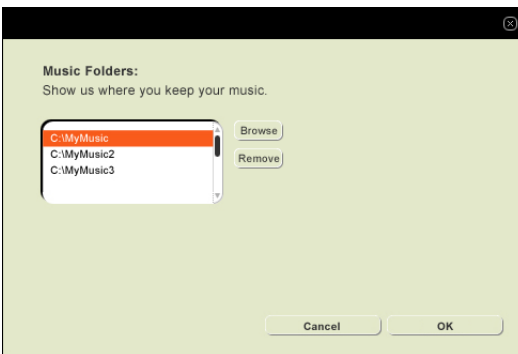 Music Folders:
Show us where you keep your music.
C:\MyMusic
C:\MyMusic2
C:\MyMusic3
Browse
Remove
Cancel
OK